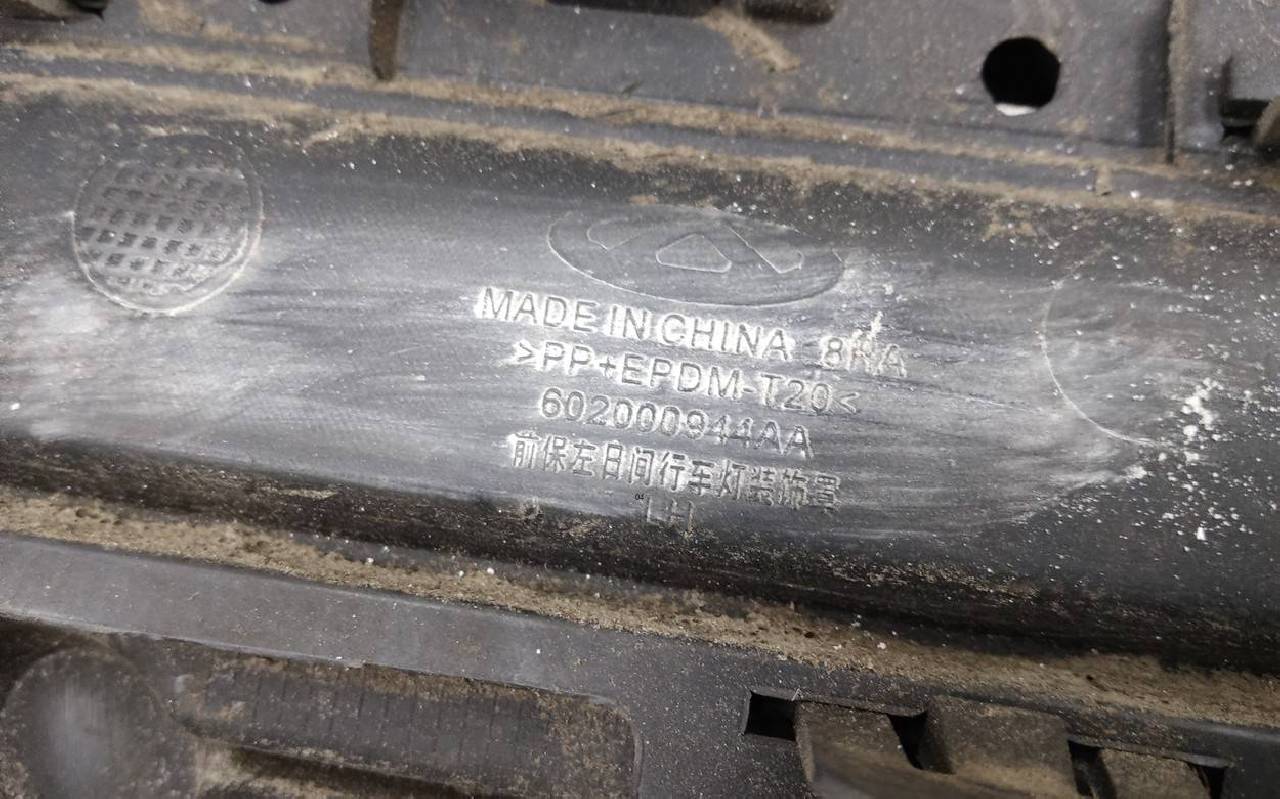 MADE IN CHINA 8RA
>PP+EPDM-T20<
602000944AA
前保左日间行车灯装饰罩
LH